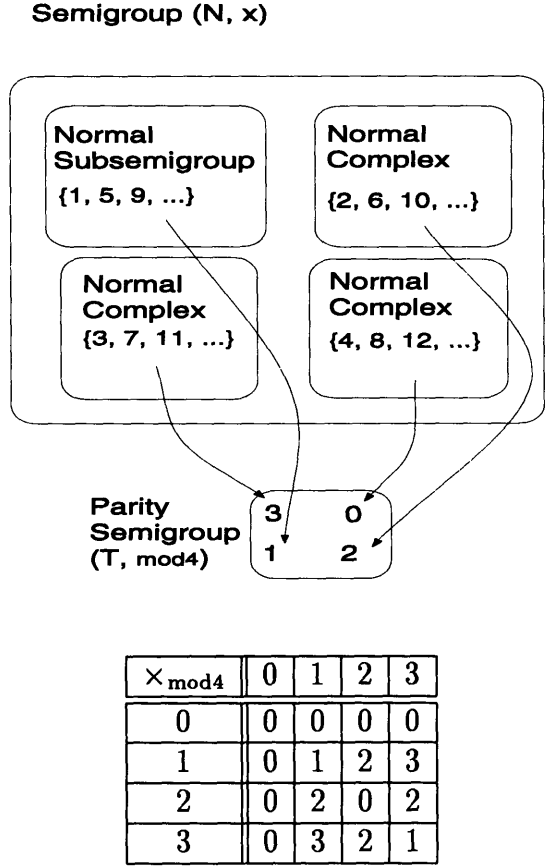 Semigroup (N, x)
Normal
Subsemigroup
{1, 5, 9, ...}
Normal
Complex
{2, 6, 10, ...}
Normal
Complex
{3, 7, 11, ...}
Normal
Complex
{4, 8, 12, ...}
Parity
Semigroup
(T, mod4)
3 0
1 2
×mod4 0 1 2 3
0 0 0 0 0
1 0 1 2 3
2 0 2 0 2
3 0 3 2 1